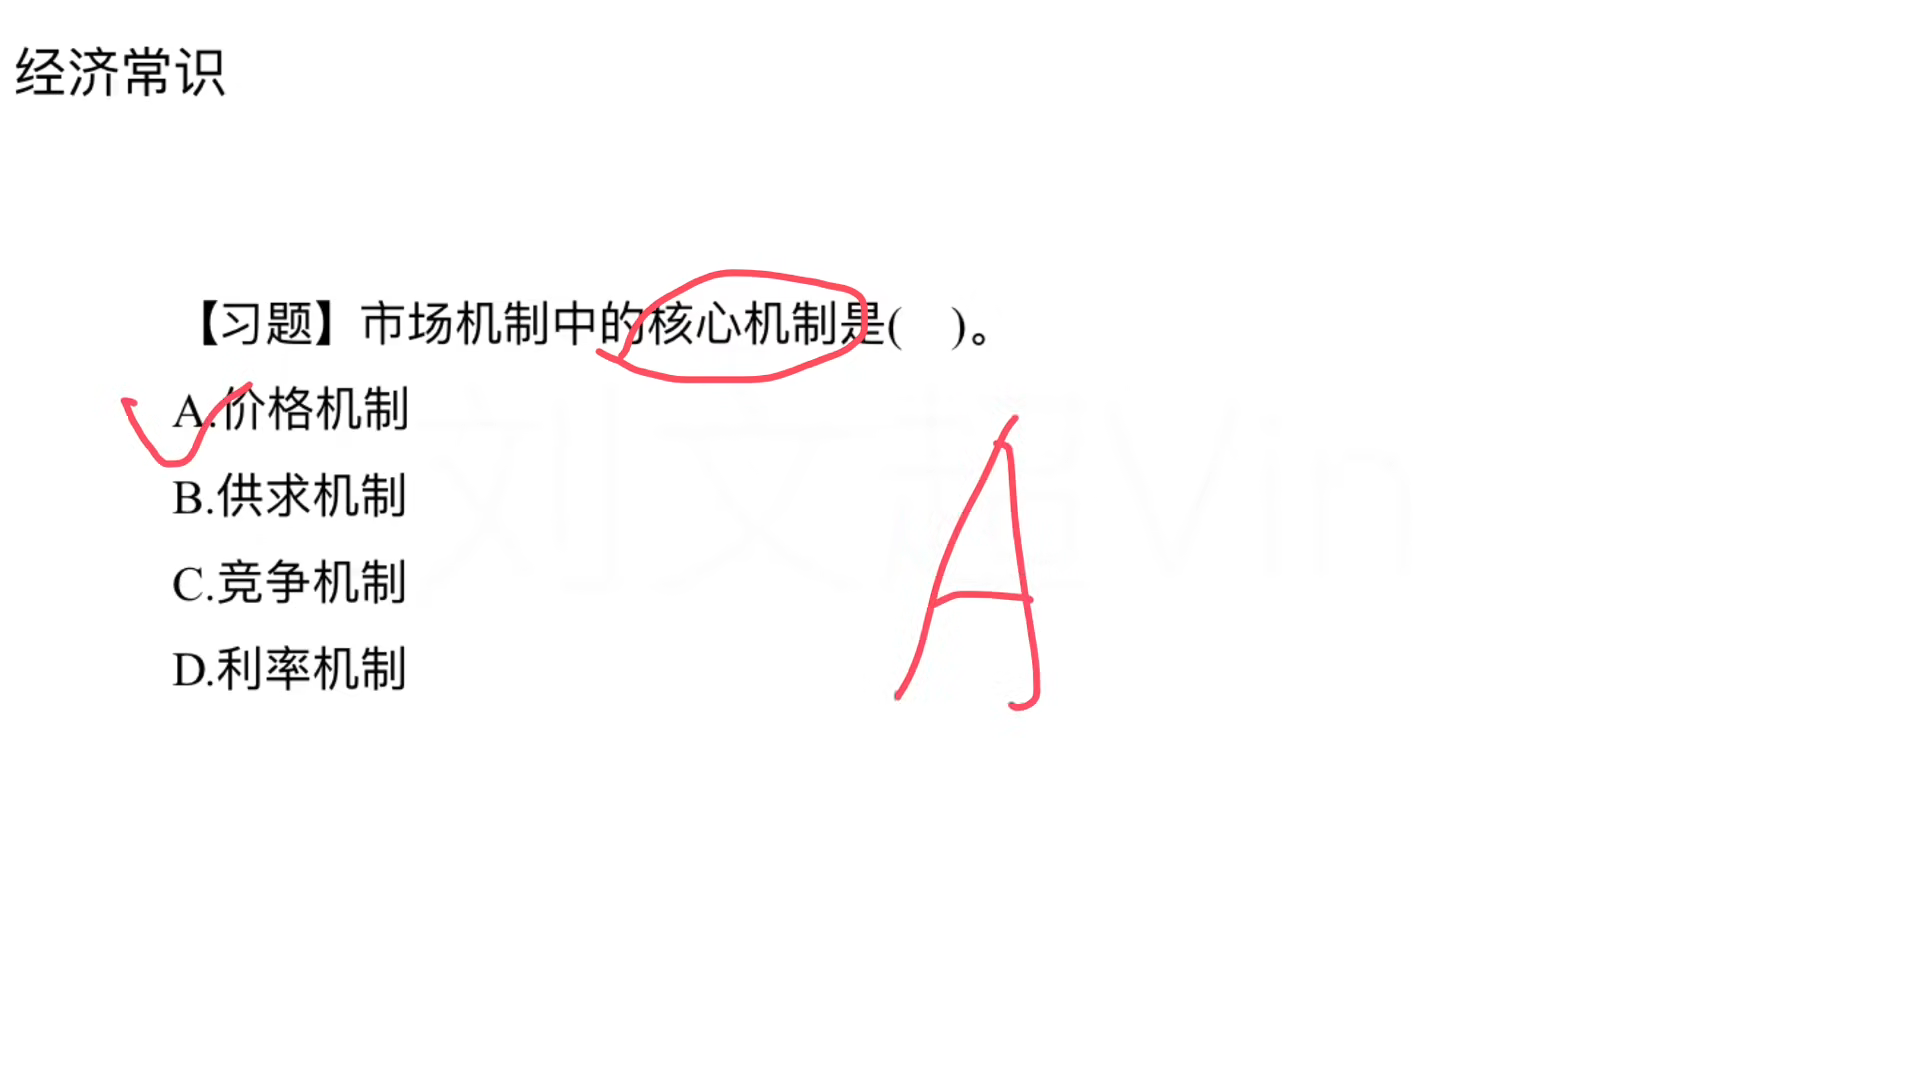 经济常识
【习题】市场机制中的核心机制是(    )。
A.价格机制
B.供求机制
C.竞争机制
D.利率机制
刘文超Vin
A